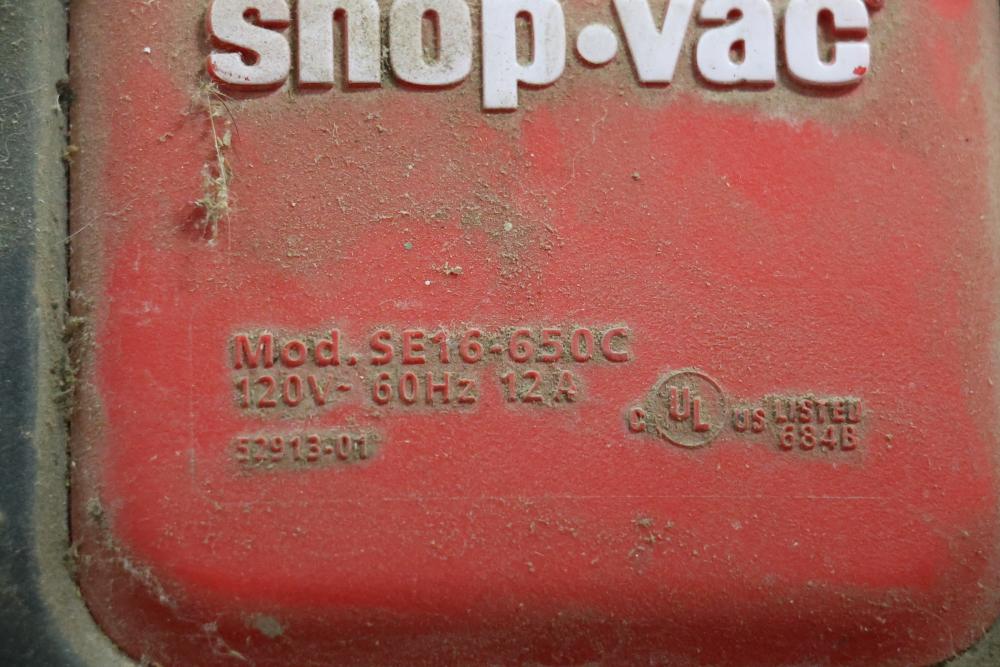 shop·vac
Mod. SE16-650C
120V~ 60Hz 12A
52913-01
C UL US LISTED
684B